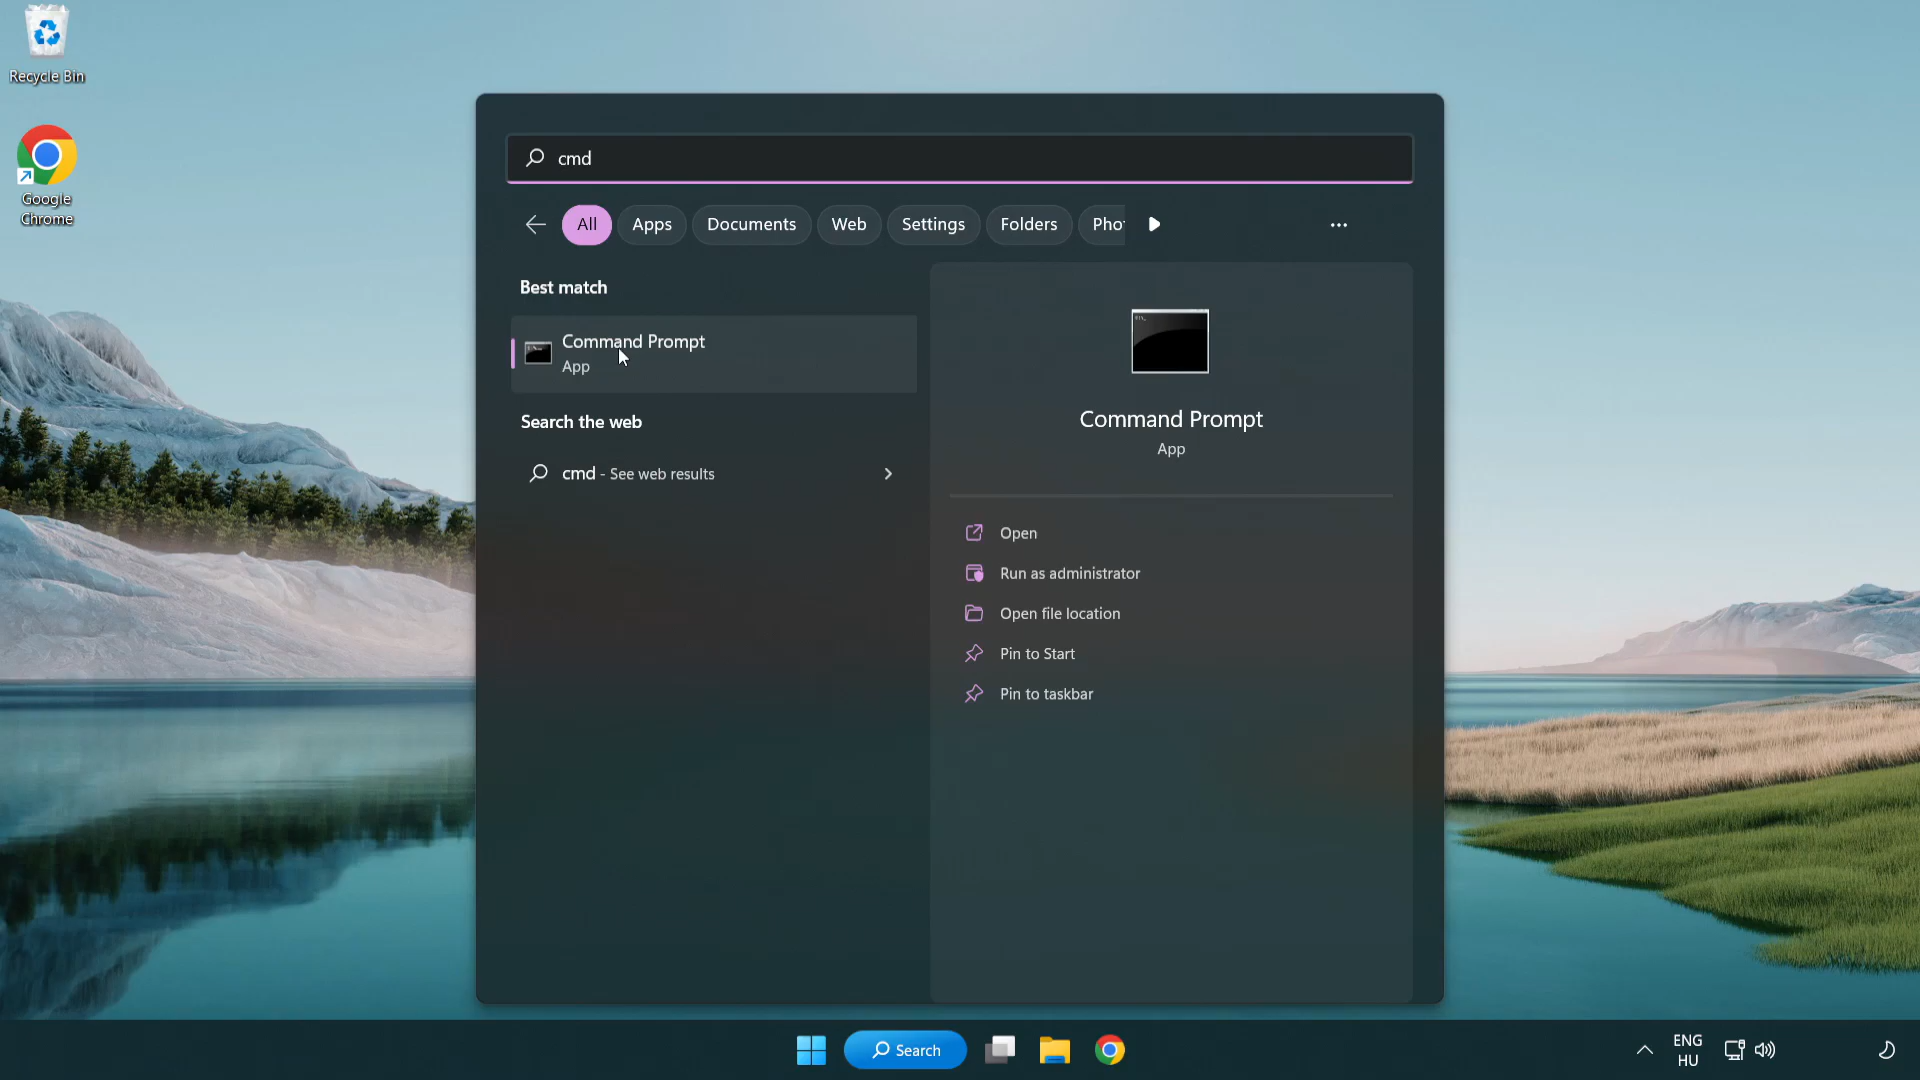 Recycle Bin
Google
Chrome
cmd
All
Apps
Documents
Web
Settings
Folders
Pho
Best match
Command Prompt
App
Search the web
cmd - See web results
Command Prompt
App
Open
Run as administrator
Open file location
Pin to Start
Pin to taskbar
Search
ENG
HU